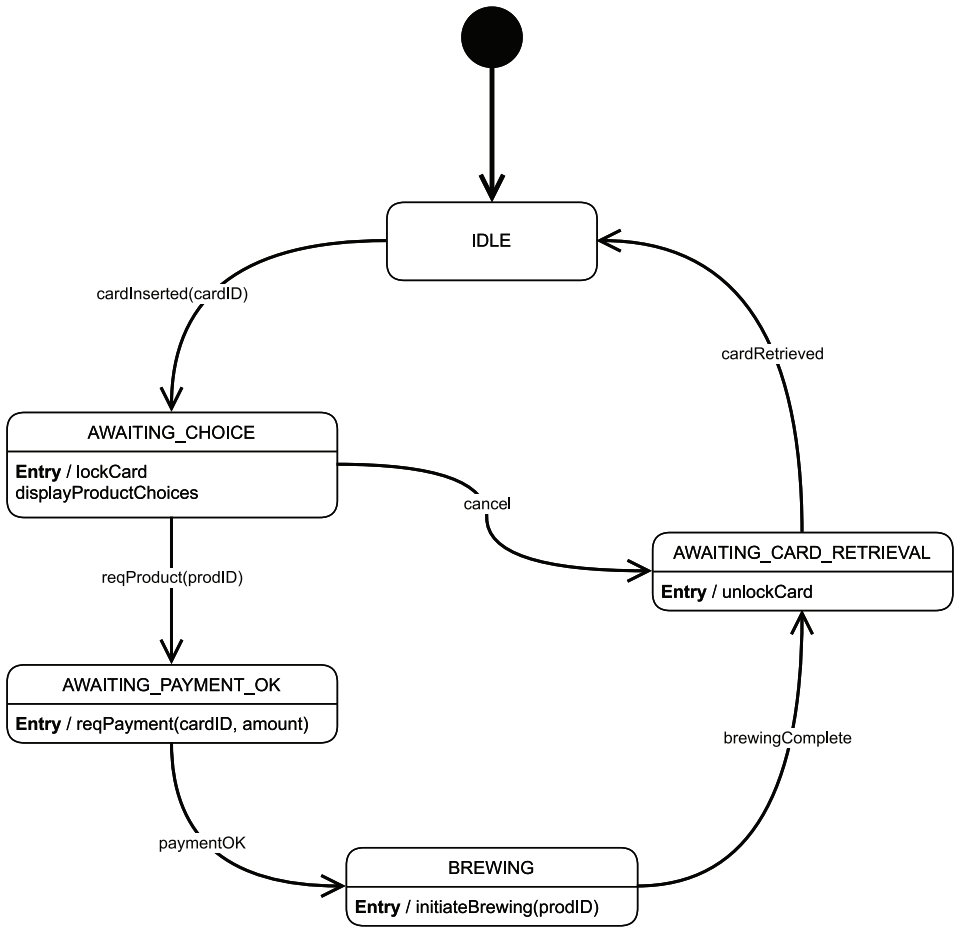 IDLE
cardInserted(cardID)
cardRetrieved
AWAITING_CHOICE
Entry / lockCard
displayProductChoices
cancel
AWAITING_CARD_RETRIEVAL
Entry / unlockCard
reqProduct(prodID)
AWAITING_PAYMENT_OK
Entry / reqPayment(cardID, amount)
brewingComplete
paymentOK
BREWING
Entry / initiateBrewing(prodID)